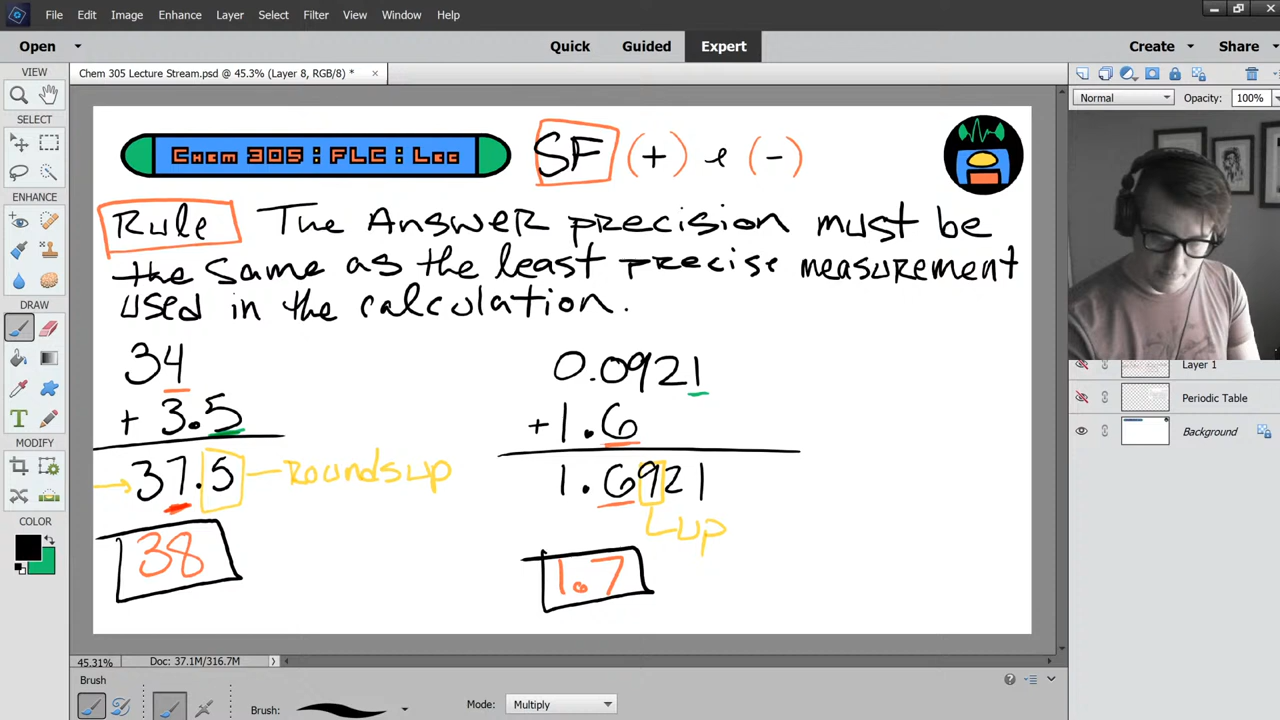 File Edit Image Enhance Layer Select Filter View Window Help
Open Quick Guided Expert Create Share
Chem 305 Lecture Stream.psd @ 45.3% (Layer 8, RGB/8) * ×
VIEW
SELECT
ENHANCE
DRAW
MODIFY
COLOR
Normal Opacity: 100%
Layer 1
Periodic Table
Background
Chem 305 : FLC : Lec
SF (+) e (-)
Rule The Answer precision must be
the same as the least precise measurement
used in the calculation.
34
+ 3.5
37.5 Rounds up
38
0.0921
+1.6
1.6921
up
1.7
45.31% Doc: 37.1M/316.7M
Brush
Brush: Mode: Multiply